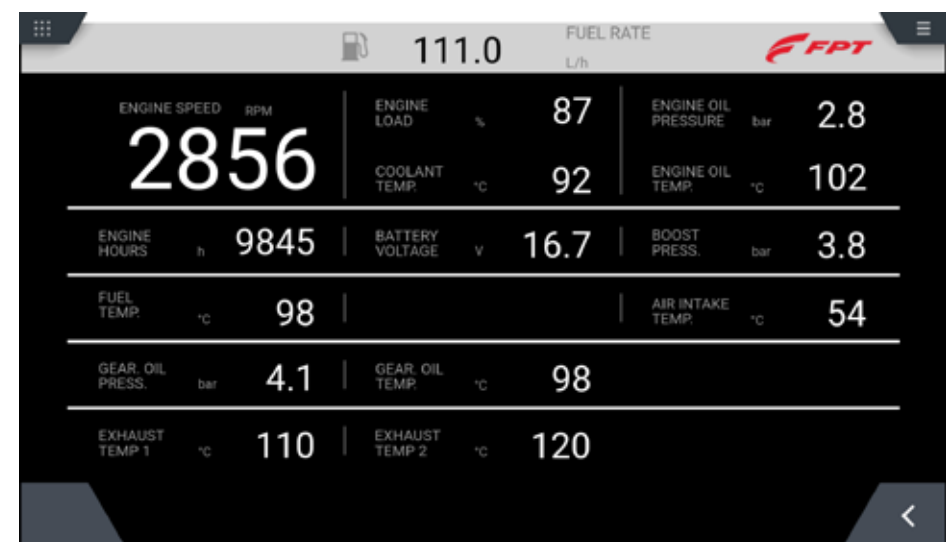 111.0
FUEL RATE
L/h
FPT
ENGINE SPEED RPM
2856
ENGINE
LOAD % 87
ENGINE OIL
PRESSURE bar 2.8
COOLANT
TEMP. °C 92
ENGINE OIL
TEMP. °C 102
ENGINE
HOURS h 9845
BATTERY
VOLTAGE V 16.7
BOOST
PRESS. bar 3.8
FUEL
TEMP. °C 98
AIR INTAKE
TEMP. °C 54
GEAR. OIL
PRESS. bar 4.1
GEAR. OIL
TEMP. °C 98
EXHAUST
TEMP 1 °C 110
EXHAUST
TEMP 2 °C 120